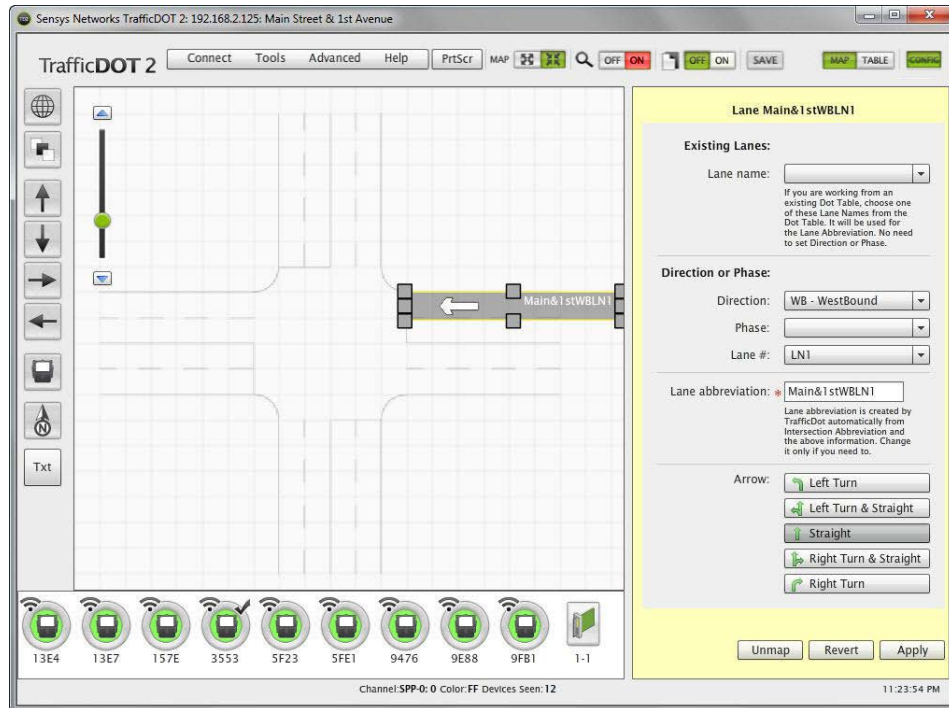 Sensys Networks TrafficDOT 2: 192.168.2.125: Main Street & 1st Avenue
TrafficDOT 2
Connect Tools Advanced Help PrtScr MAP OFF ON OFF ON SAVE MAP TABLE CONFIG
Lane Main&1stWBLN1
Existing Lanes:
Lane name:
If you are working from an
existing Dot Table, choose one
of these Lane Names from the
Dot Table. It will be used for
the Lane Abbreviation. No need
to set Direction or Phase.
Direction or Phase:
Direction: WB - WestBound
Phase:
Lane #: LN1
Lane abbreviation: * Main&1stWBLN1
Lane abbreviation is created by
TrafficDot automatically from
Intersection Abbreviation and
the above information. Change
it only if you need to.
Arrow: Left Turn
Left Turn & Straight
Straight
Right Turn & Straight
Right Turn
Unmap Revert Apply
Main&1stWBLN1
N
Txt
13E4 13E7 157E 3553 5F23 5FE1 9476 9E88 9FB1 1-1
Channel:SPP-0: 0 Color:FF Devices Seen:12
11:23:54 PM